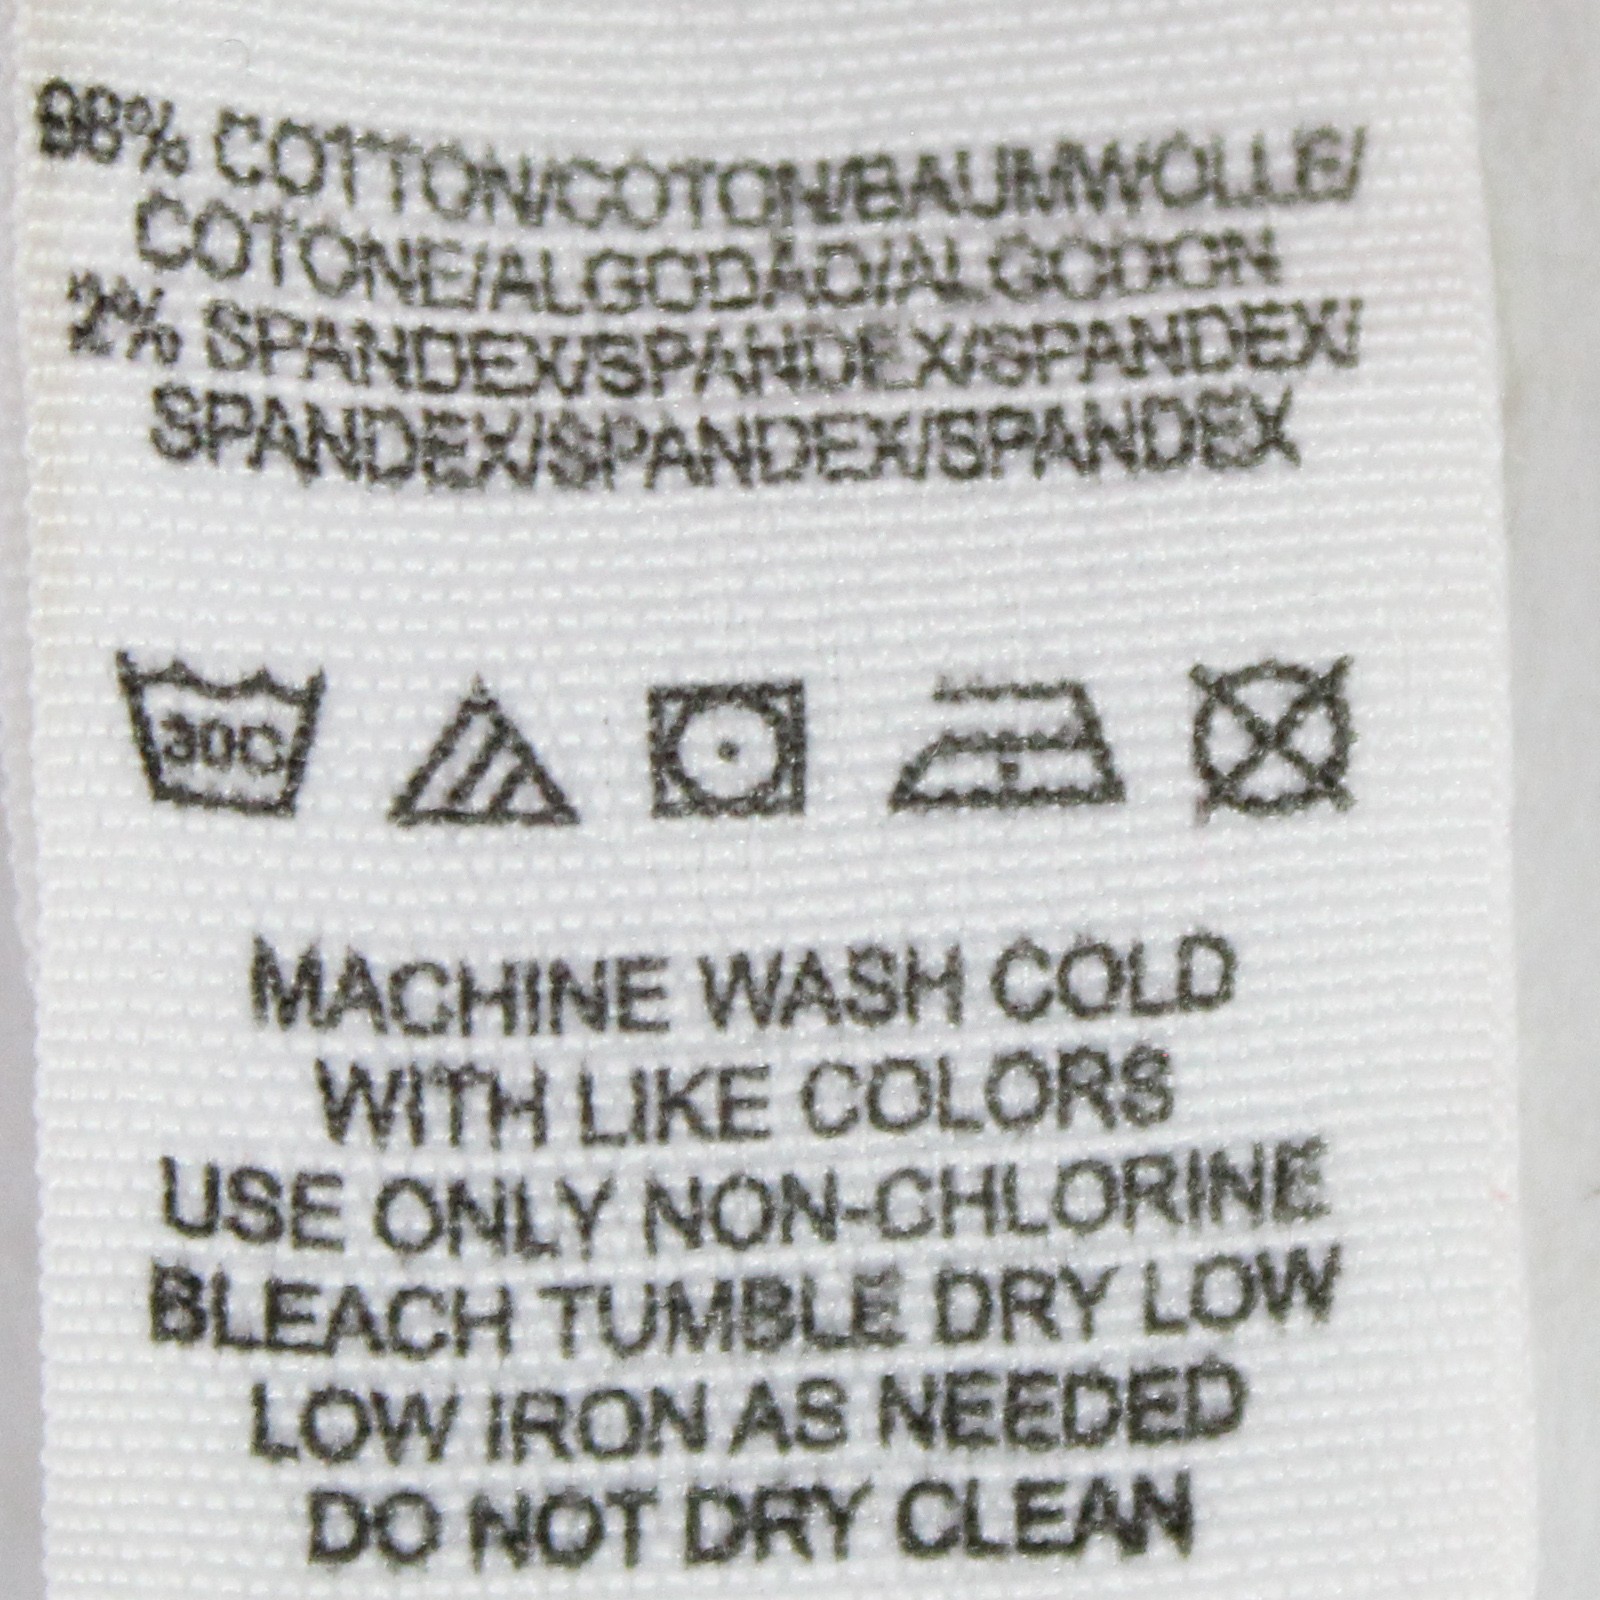 98% COTTON/COTON/BAUMWOLLE/
COTONE/ALGODÃO/ALGODON
2% SPANDEX/SPANDEX/SPANDEX/
SPANDEX/SPANDEX/SPANDEX
30C
MACHINE WASH COLD
WITH LIKE COLORS
USE ONLY NON-CHLORINE
BLEACH TUMBLE DRY LOW
LOW IRON AS NEEDED
DO NOT DRY CLEAN